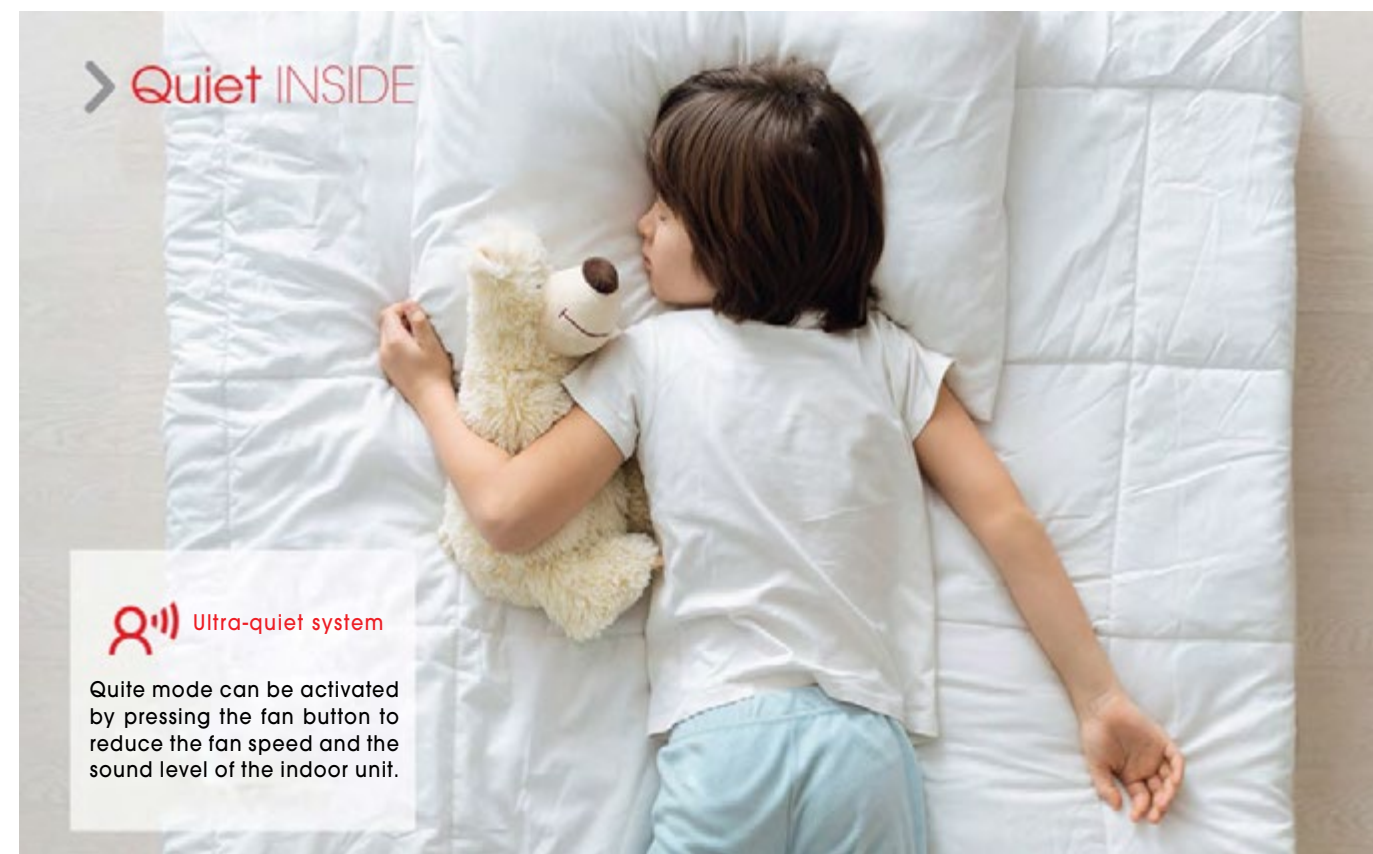 Quiet INSIDE
Ultra-quiet system
Quite mode can be activated
by pressing the fan button to
reduce the fan speed and the
sound level of the indoor unit.